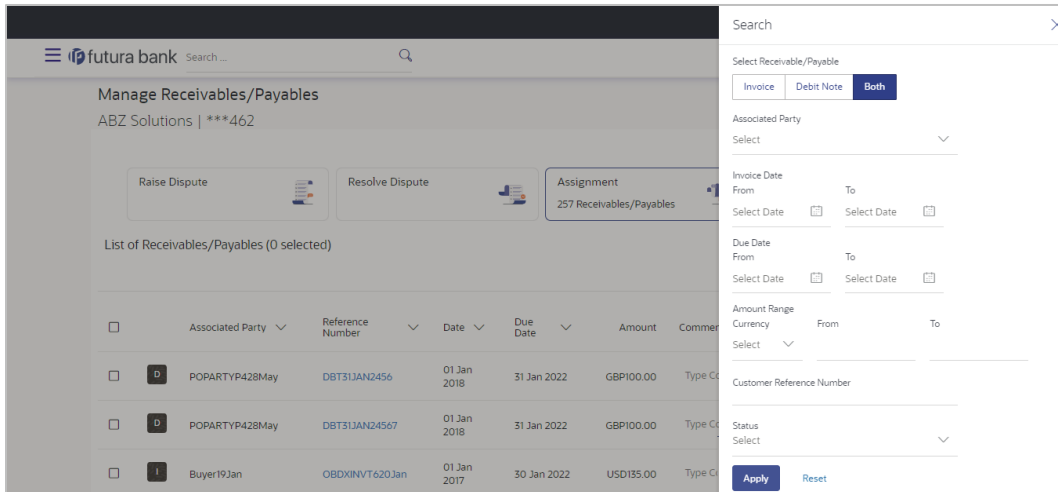 futura bank Search ...
Manage Receivables/Payables
ABZ Solutions | ***462
Raise Dispute
Resolve Dispute
Assignment
257 Receivables/Payables
List of Receivables/Payables (0 selected)
Associated Party Reference Number Date Due Date Amount
D POPARTYP428May DBT31JAN2456 01 Jan 2018 31 Jan 2022 GBP100.00
D POPARTYP428May DBT31JAN24567 01 Jan 2018 31 Jan 2022 GBP100.00
I Buyer19Jan OBDXINVT620Jan 01 Jan 2017 30 Jan 2022 USD135.00
Search
Select Receivable/Payable
Invoice Debit Note Both
Associated Party
Select
Invoice Date
From To
Select Date Select Date
Due Date
From To
Select Date Select Date
Amount Range
Currency From To
Select
Customer Reference Number
Status
Select
Apply Reset